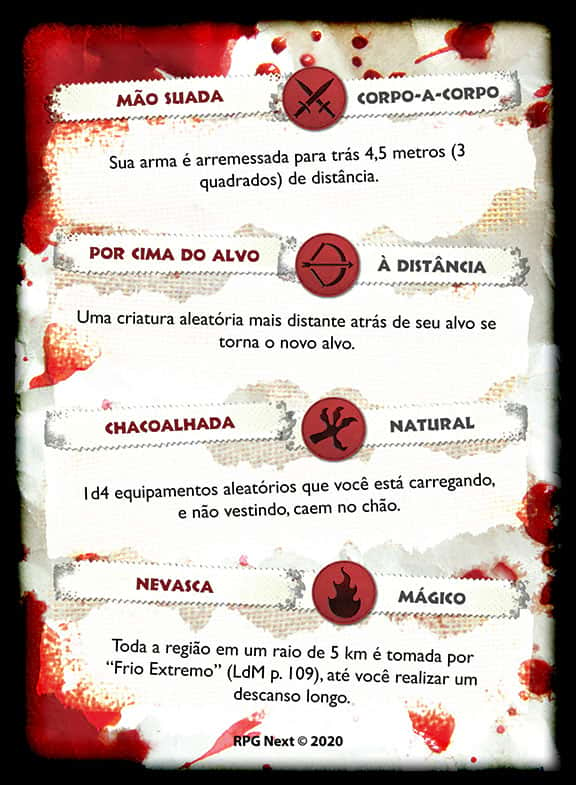 MÃO SUADA CORPO-A-CORPO
Sua arma é arremessada para trás 4,5 metros (3
quadrados) de distância.
POR CIMA DO ALVO À DISTÂNCIA
Uma criatura aleatória mais distante atrás de seu alvo se
torna o novo alvo.
CHACOALHADA NATURAL
1d4 equipamentos aleatórios que você está carregando,
e não vestindo, caem no chão.
NEVASCA MÁGICO
Toda a região em um raio de 5 km é tomada por
“Frio Extremo” (LdM p. 109), até você realizar um
descanso longo.
RPG Next © 2020